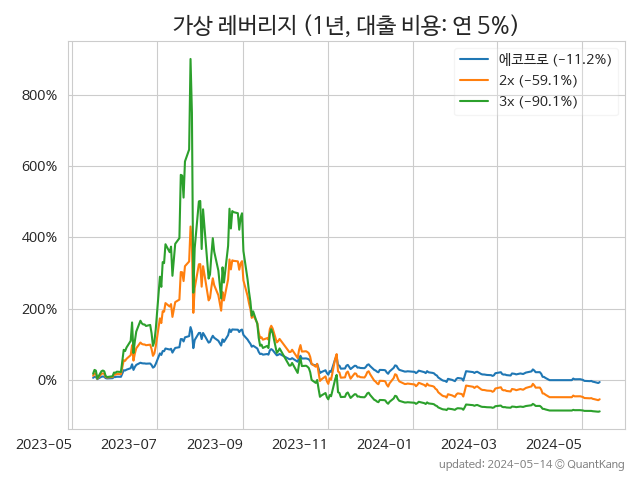 가상 레버리지 (1년, 대출 비용: 연 5%)
에코프로 (-11.2%)
2x (-59.1%)
3x (-90.1%)
800%
600%
400%
200%
0%
2023-05 2023-07 2023-09 2023-11 2024-01 2024-03 2024-05
updated: 2024-05-14 © QuantKang